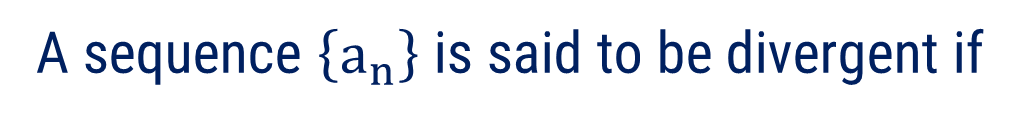 A sequence {aₙ} is said to be divergent if